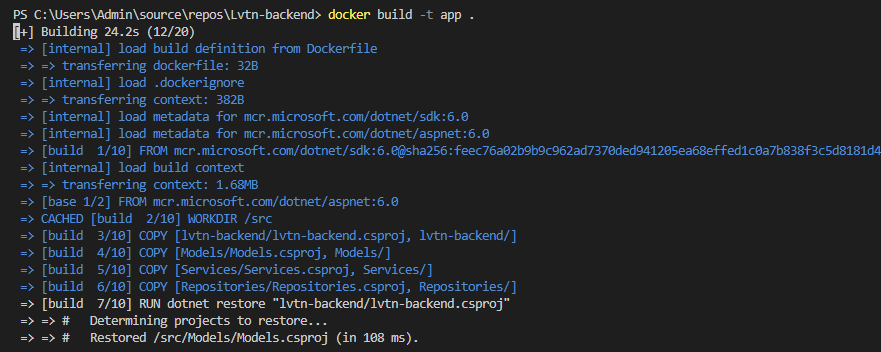 PS C:\Users\Admin\source\repos\Lvtn-backend> docker build -t app .
[+] Building 24.2s (12/20)
=> [internal] load build definition from Dockerfile
=> => transferring dockerfile: 32B
=> [internal] load .dockerignore
=> => transferring context: 382B
=> [internal] load metadata for mcr.microsoft.com/dotnet/sdk:6.0
=> [internal] load metadata for mcr.microsoft.com/dotnet/aspnet:6.0
=> [build  1/10] FROM mcr.microsoft.com/dotnet/sdk:6.0@sha256:feec76a02b9b9c962ad7370ded941205ea68effed1c0a7b838f3c5d8181d4
=> [internal] load build context
=> => transferring context: 1.68MB
=> [base 1/2] FROM mcr.microsoft.com/dotnet/aspnet:6.0
=> CACHED [build  2/10] WORKDIR /src
=> [build  3/10] COPY [lvtn-backend/lvtn-backend.csproj, lvtn-backend/]
=> [build  4/10] COPY [Models/Models.csproj, Models/]
=> [build  5/10] COPY [Services/Services.csproj, Services/]
=> [build  6/10] COPY [Repositories/Repositories.csproj, Repositories/]
=> [build  7/10] RUN dotnet restore "lvtn-backend/lvtn-backend.csproj"
=> => #   Determining projects to restore...
=> => #   Restored /src/Models/Models.csproj (in 108 ms).